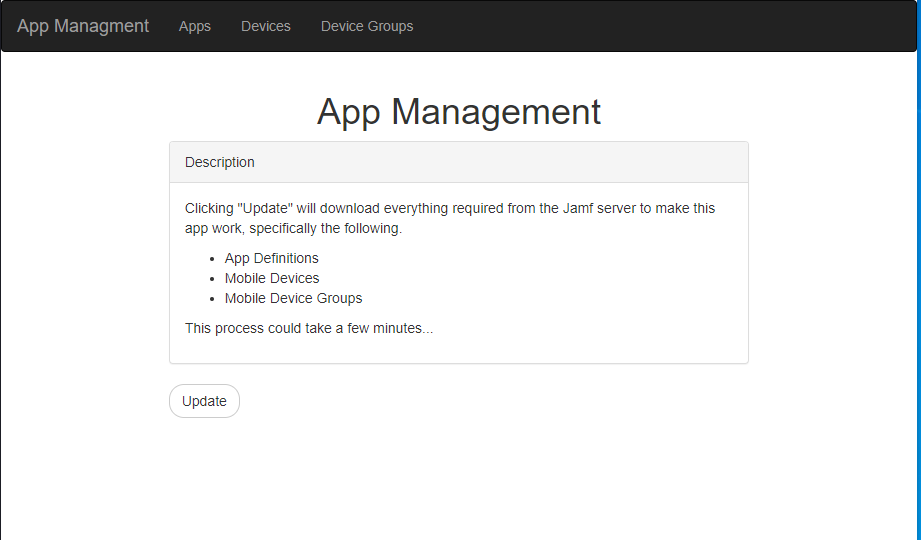 App Managment Apps Devices Device Groups
App Management
Description
Clicking "Update" will download everything required from the Jamf server to make this
app work, specifically the following.
• App Definitions
• Mobile Devices
• Mobile Device Groups
This process could take a few minutes...
Update